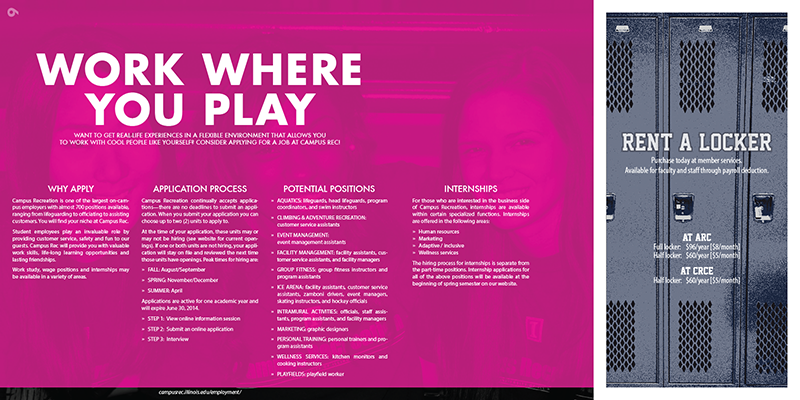 9
WORK WHERE
YOU PLAY
WANT TO GET REAL-LIFE EXPERIENCES IN A FLEXIBLE ENVIRONMENT THAT ALLOWS YOU
TO WORK WITH COOL PEOPLE LIKE YOURSELF? CONSIDER APPLYING FOR A JOB AT CAMPUS REC!
WHY APPLY
Campus Recreation is one of the largest on-cam-
pus employers with almost 700 positions available,
ranging from lifeguarding to officiating to assisting
customers. You will find your niche at Campus Rec.
Student employees play an invaluable role by
providing customer service, safety and fun to our
guests. Campus Rec will provide you with valuable
work skills, life-long learning opportunities and
lasting friendships.
Work study, wage positions and internships may
be available in a variety of areas.
APPLICATION PROCESS
Campus Recreation continually accepts applica-
tions—there are no deadlines to submit an appli-
cation. When you submit your application you can
choose up to two (2) units to apply to.
At the time of your application, these units may or
may not be hiring (see website for current open-
ings). If one or both units are not hiring, your appli-
cation will stay on file and reviewed the next time
those units have openings. Peak times for hiring are:
» FALL: August/September
» SPRING: November/December
» SUMMER: April
Applications are active for one academic year and
will expire June 30, 2014.
» STEP 1: View online information session
» STEP 2: Submit an online application
» STEP 3: Interview
POTENTIAL POSITIONS
» AQUATICS: lifeguards, head lifeguards, program
coordinators, and swim instructors
» CLIMBING & ADVENTURE RECREATION:
customer service assistants
» EVENT MANAGEMENT:
event management assistants
» FACILITY MANAGEMENT: facility assistants, cus-
tomer service assistants, and facility managers
» GROUP FITNESS: group fitness instructors and
program assistants
» ICE ARENA: facility assistants, customer service
assistants, zamboni drivers, event managers,
skating instructors, and hockey officials
» INTRAMURAL ACTIVITIES: officials, staff assis-
tants, program assistants, and facility managers
» MARKETING: graphic designers
» PERSONAL TRAINING: personal trainers and pro-
gram assistants
» WELLNESS SERVICES: kitchen monitors and
cooking instructors
» PLAYFIELDS: playfield worker
INTERNSHIPS
For those who are interested in the business side
of Campus Recreation, internships are available
within certain specialized functions. Internships
are offered in the following areas:
» Human resources
» Marketing
» Adaptive / inclusive
» Wellness services
The hiring process for internships is separate from
the part-time positions. Internship applications for
all of the above positions will be available at the
beginning of spring semester on our website.
campusrec.illinois.edu/employment/
RENT A LOCKER
Purchase today at member services.
Available for faculty and staff through payroll deduction.
AT ARC
Full locker: $96/year [$8/month]
Half locker: $60/year [$5/month]
AT CRCE
Half locker: $60/year [$5/month]